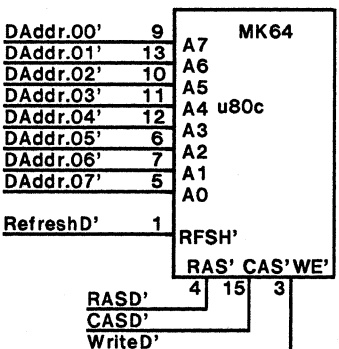 DAddr.00' 9 MK64
DAddr.01' 13 A7
DAddr.02' 10 A6
DAddr.03' 11 A5
DAddr.04' 12 A4 u80c
DAddr.05' 6 A3
DAddr.06' 7 A2
DAddr.07' 5 A1
A0
RefreshD' 1 RFSH'
RAS' CAS' WE'
4 15 3
RASD'
CASD'
WriteD'